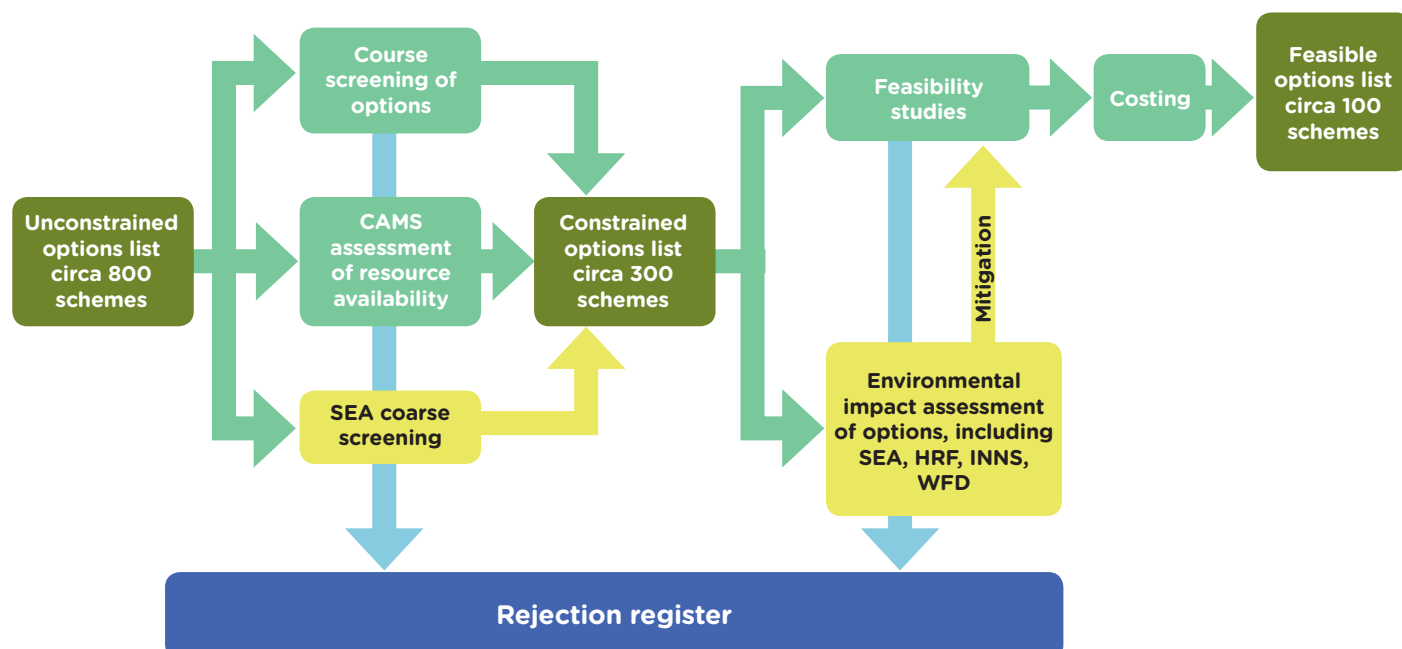 Course
screening of
options
Feasibility
studies
Costing
Feasible
options list
circa 100
schemes
Unconstrained
options list
circa 800
schemes
CAMS
assessment
of resource
availability
Constrained
options list
circa 300
schemes
Mitigation
SEA coarse
screening
Environmental
impact assessment
of options, including
SEA, HRF, INNS,
WFD
Rejection register